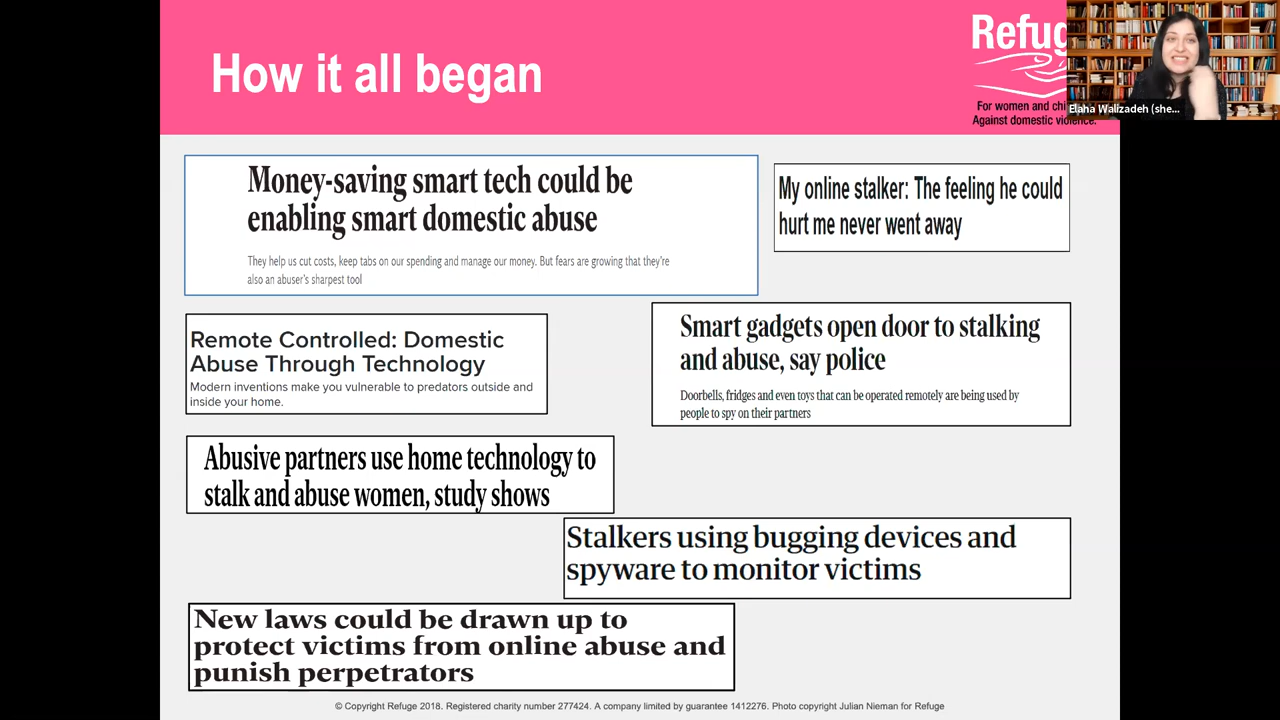 How it all began
Refug
For women and chi
Against domestic violence.
Elaha Walizadeh (she...
Money-saving smart tech could be
enabling smart domestic abuse
They help us cut costs, keep tabs on our spending and manage our money. But fears are growing that they're
also an abuser's sharpest tool
My online stalker: The feeling he could
hurt me never went away
Remote Controlled: Domestic
Abuse Through Technology
Modern inventions make you vulnerable to predators outside and
inside your home.
Smart gadgets open door to stalking
and abuse, say police
Doorbells, fridges and even toys that can be operated remotely are being used by
people to spy on their partners
Abusive partners use home technology to
stalk and abuse women, study shows
Stalkers using bugging devices and
spyware to monitor victims
New laws could be drawn up to
protect victims from online abuse and
punish perpetrators
© Copyright Refuge 2018. Registered charity number 277424. A company limited by guarantee 1412276. Photo copyright Julian Nieman for Refuge